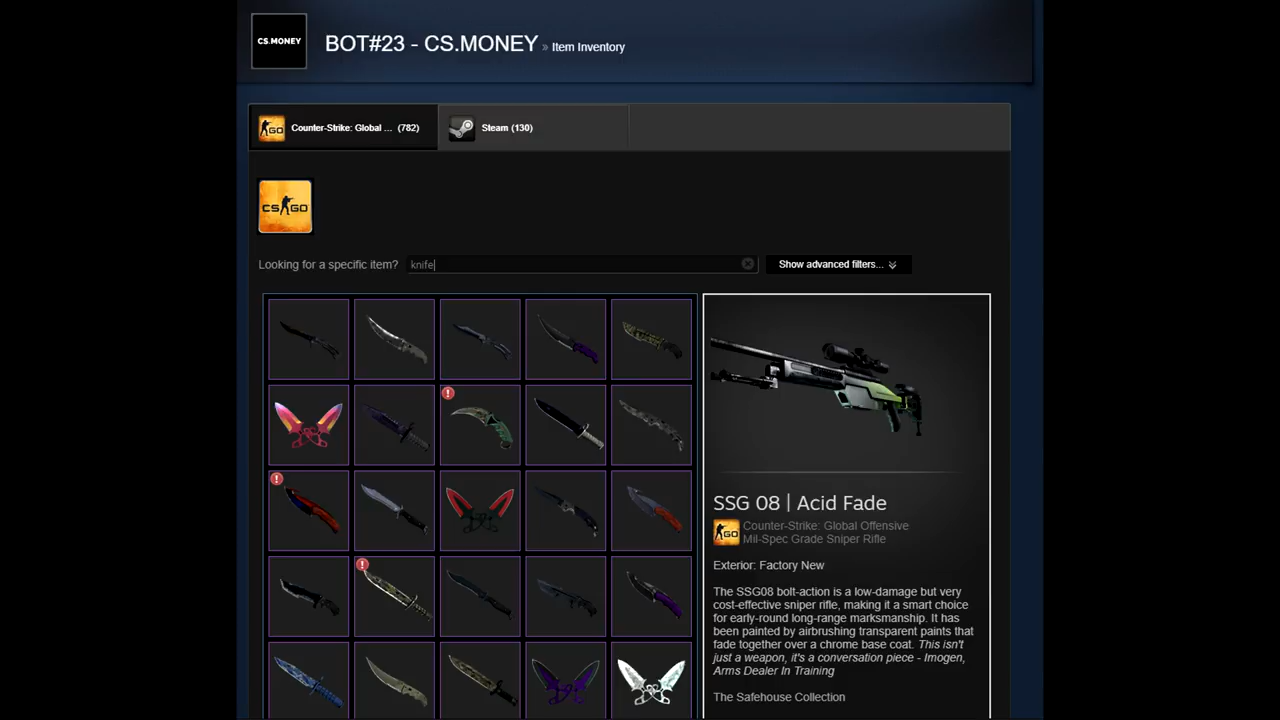 CS.MONEY
BOT#23 - CS.MONEY » Item Inventory
GO
Counter-Strike: Global ... (782)
Steam (130)
CS GO
Looking for a specific item?
knife
Show advanced filters...
!
!
!
SSG 08 | Acid Fade
GO
Counter-Strike: Global Offensive
Mil-Spec Grade Sniper Rifle
Exterior: Factory New
The SSG08 bolt-action is a low-damage but very
cost-effective sniper rifle, making it a smart choice
for early-round long-range marksmanship. It has
been painted by airbrushing transparent paints that
fade together over a chrome base coat. This isn't
just a weapon, it's a conversation piece - Imogen,
Arms Dealer In Training
The Safehouse Collection